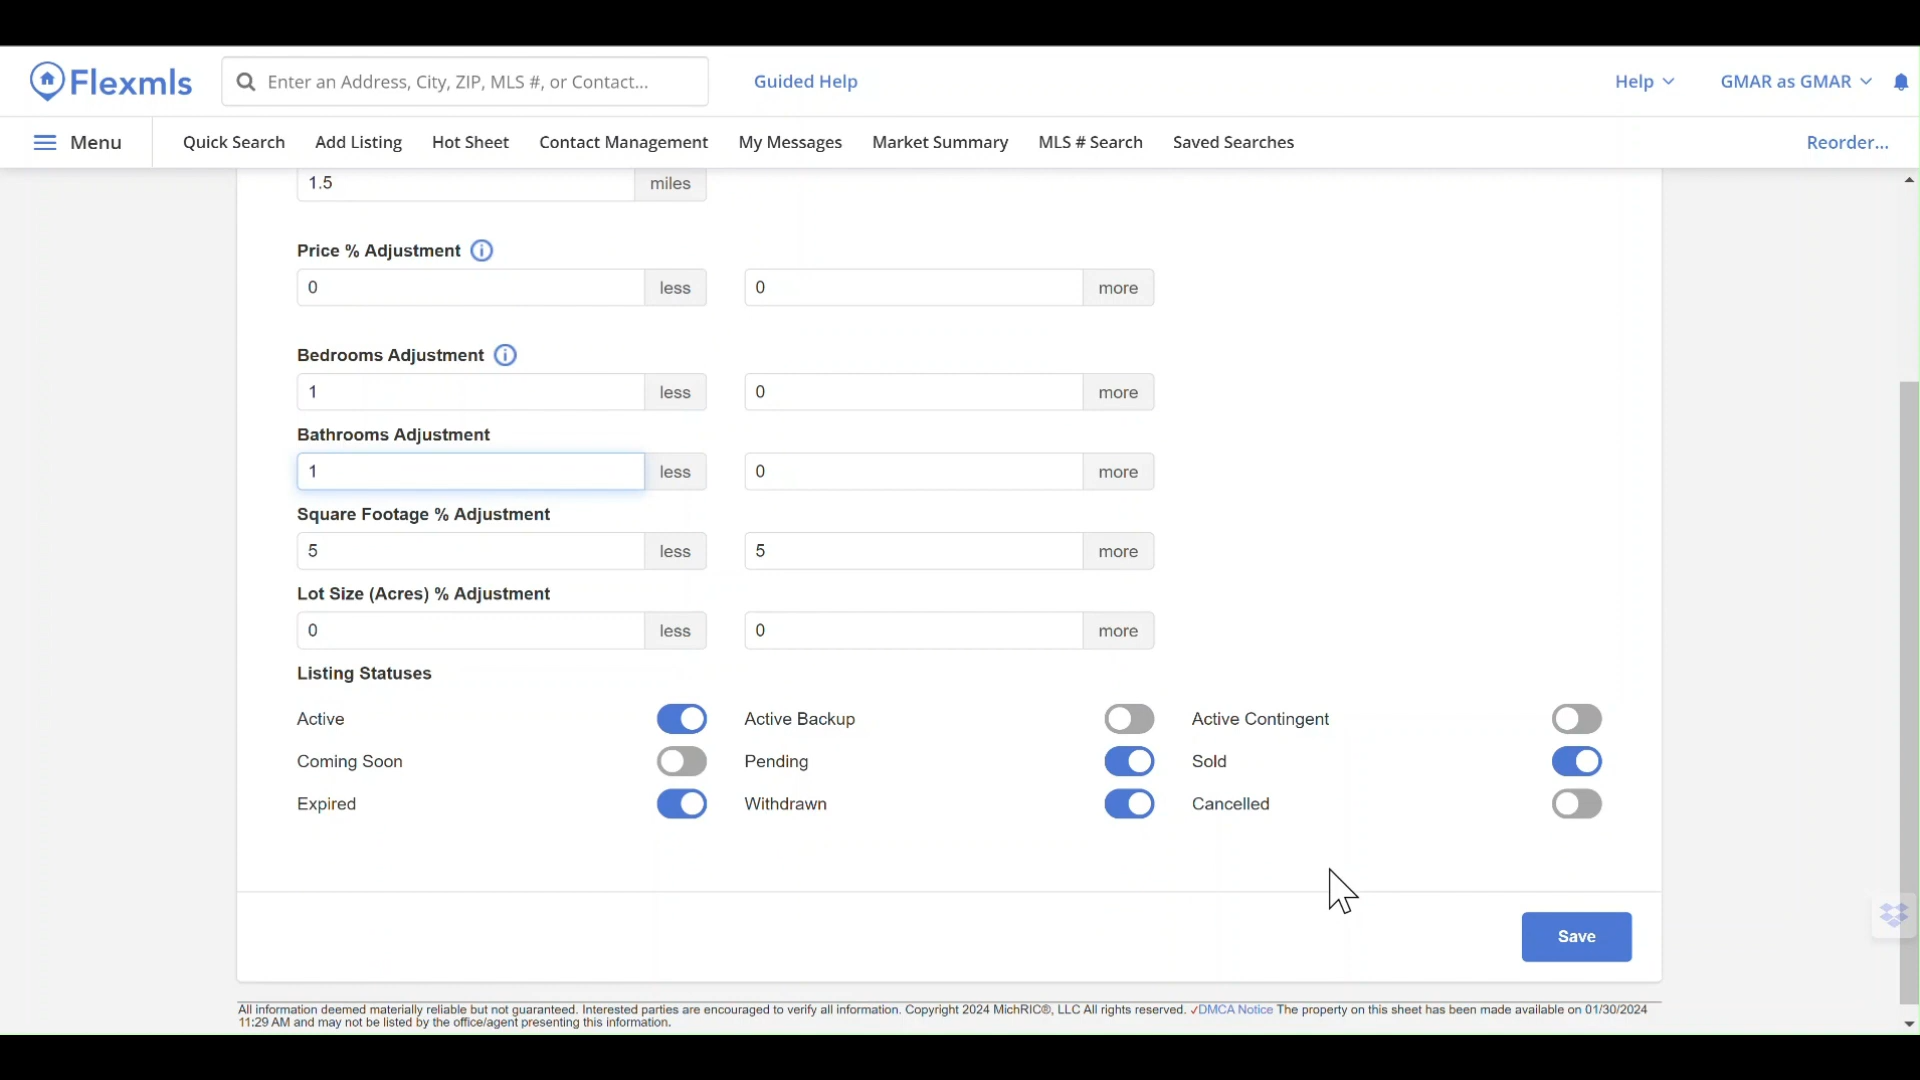 Flexmls
Enter an Address, City, ZIP, MLS #, or Contact...
Guided Help
Help
GMAR as GMAR
Menu
Quick Search
Add Listing
Hot Sheet
Contact Management
My Messages
Market Summary
MLS # Search
Saved Searches
Reorder...
1.5 miles
Price % Adjustment
0 less 0 more
Bedrooms Adjustment
1 less 0 more
Bathrooms Adjustment
1 less 0 more
Square Footage % Adjustment
5 less 5 more
Lot Size (Acres) % Adjustment
0 less 0 more
Listing Statuses
Active Active Backup Active Contingent
Coming Soon Pending Sold
Expired Withdrawn Cancelled
Save
All information deemed materially reliable but not guaranteed. Interested parties are encouraged to verify all information. Copyright 2024 MichRIC®, LLC All rights reserved. ✓DMCA Notice The property on this sheet has been made available on 01/30/2024
11:29 AM and may not be listed by the office/agent presenting this information.